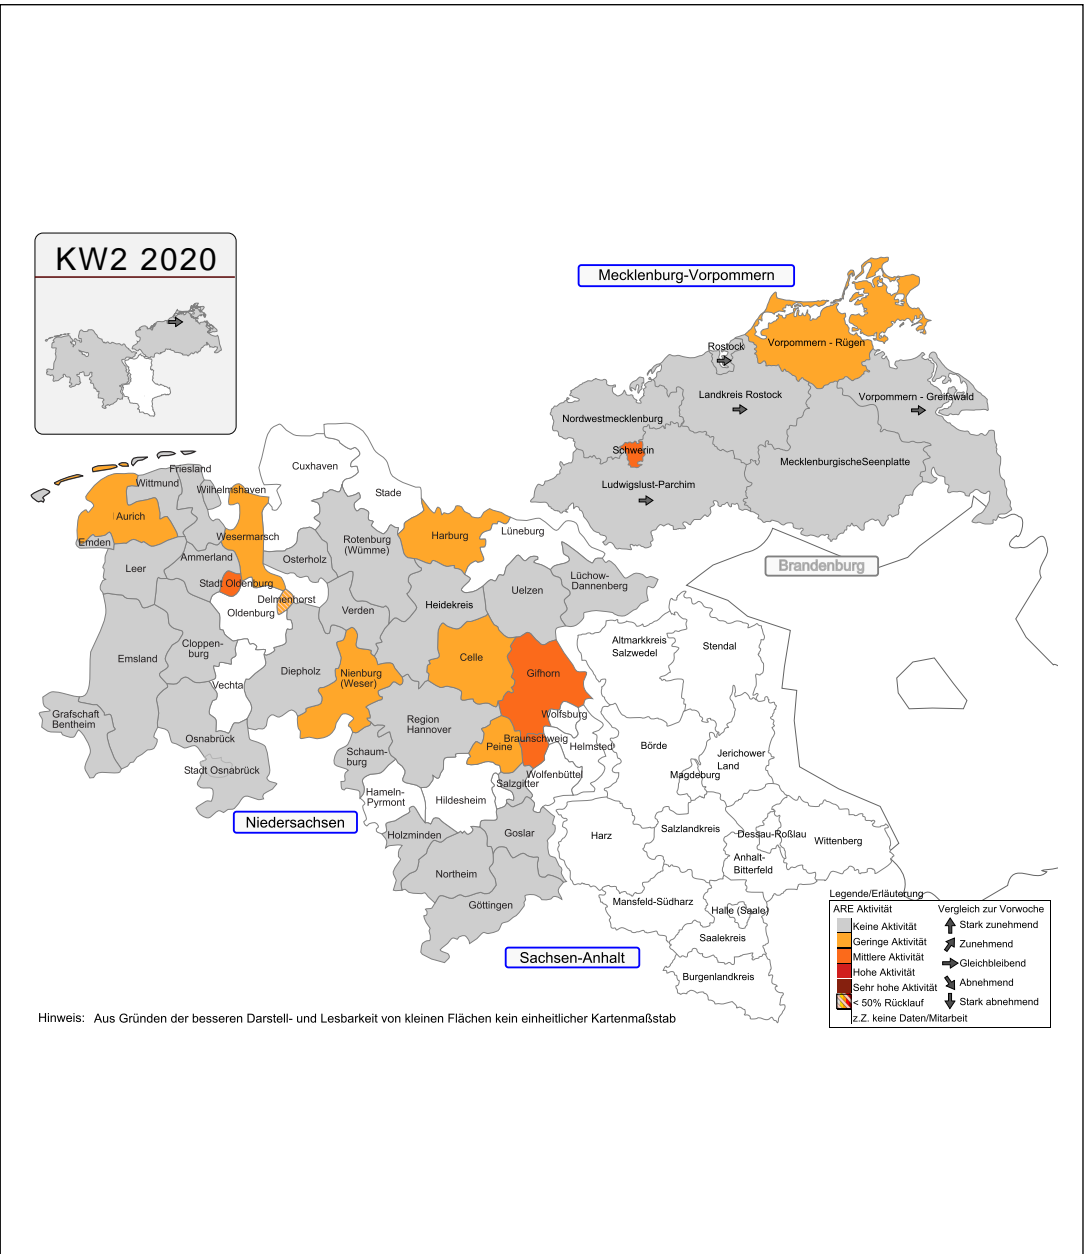 KW2 2020
Mecklenburg-Vorpommern
Rostock
Vorpommern - Rügen
Landkreis Rostock
Vorpommern - Greifswald
Nordwestmecklenburg
Schwerin
MecklenburgischeSeenplatte
Ludwigslust-Parchim
Cuxhaven
Friesland
Wittmund
Wilhelmshaven
Stade
Aurich
Wesermarsch
Harburg
Lüneburg
Emden
Rotenburg
(Wümme)
Ammerland
Osterholz
Leer
Stadt Oldenburg
Lüchow-
Dannenberg
Uelzen
Delmenhorst
Oldenburg
Verden
Heidekreis
Brandenburg
Cloppen-
burg
Emsland
Celle
Altmarkkreis
Salzwedel
Stendal
Diepholz
Nienburg
(Weser)
Gifhorn
Vechta
Grafschaft
Bentheim
Region
Hannover
Wolfsburg
Osnabrück
Braunschweig
Peine
Helmsted
Börde
Schaum-
burg
Jerichower
Land
Stadt Osnabrück
Wolfenbüttel
Magdeburg
Salzgitter
Hameln-
Pyrmont
Hildesheim
Niedersachsen
Holzminden
Goslar
Harz
Salzlandkreis
Dessau-Roßlau
Wittenberg
Anhalt-
Bitterfeld
Northeim
Göttingen
Mansfeld-Südharz
Halle (Saale)
Saalekreis
Sachsen-Anhalt
Burgenlandkreis
Legende/Erläuterung
ARE Aktivität
Vergleich zur Vorwoche
Keine Aktivität
Stark zunehmend
Geringe Aktivität
Zunehmend
Mittlere Aktivität
Gleichbleibend
Hohe Aktivität
Sehr hohe Aktivität
Abnehmend
< 50% Rücklauf
Stark abnehmend
z.Z. keine Daten/Mitarbeit
Hinweis: Aus Gründen der besseren Darstell- und Lesbarkeit von kleinen Flächen kein einheitlicher Kartenmaßstab